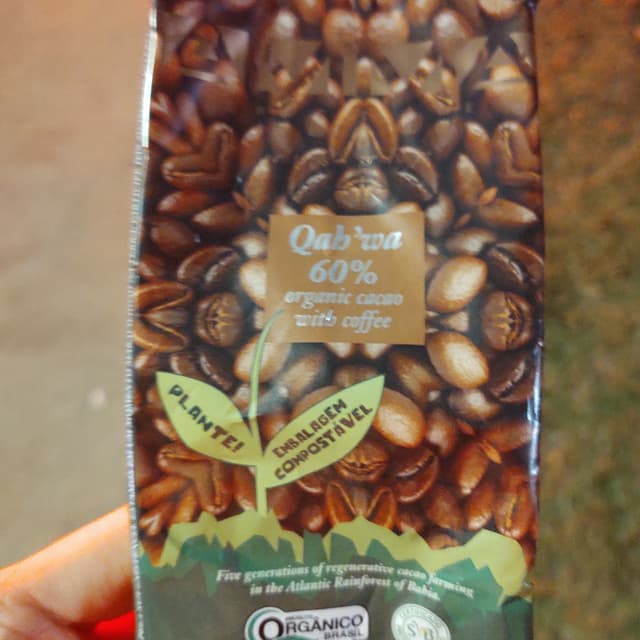 Qah'wa
60%
organic cacao
with coffee
PLANTE!
EMBALAGEM
COMPOSTÁVEL
Five generations of regenerative cacao farming
in the Atlantic Rainforest of Bahia.
ORGÂNICO
BRASIL